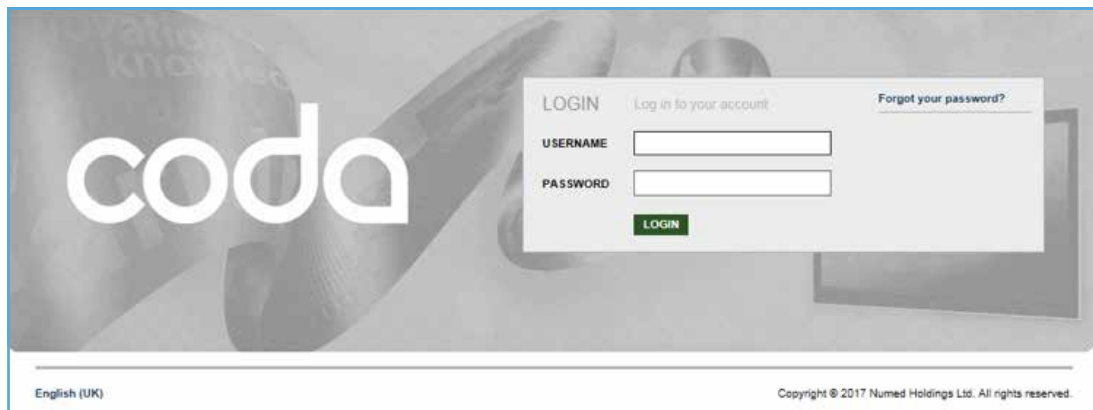 coda
LOGIN Log in to your account Forgot your password?
USERNAME
PASSWORD
LOGIN
English (UK) Copyright © 2017 Numed Holdings Ltd. All rights reserved.